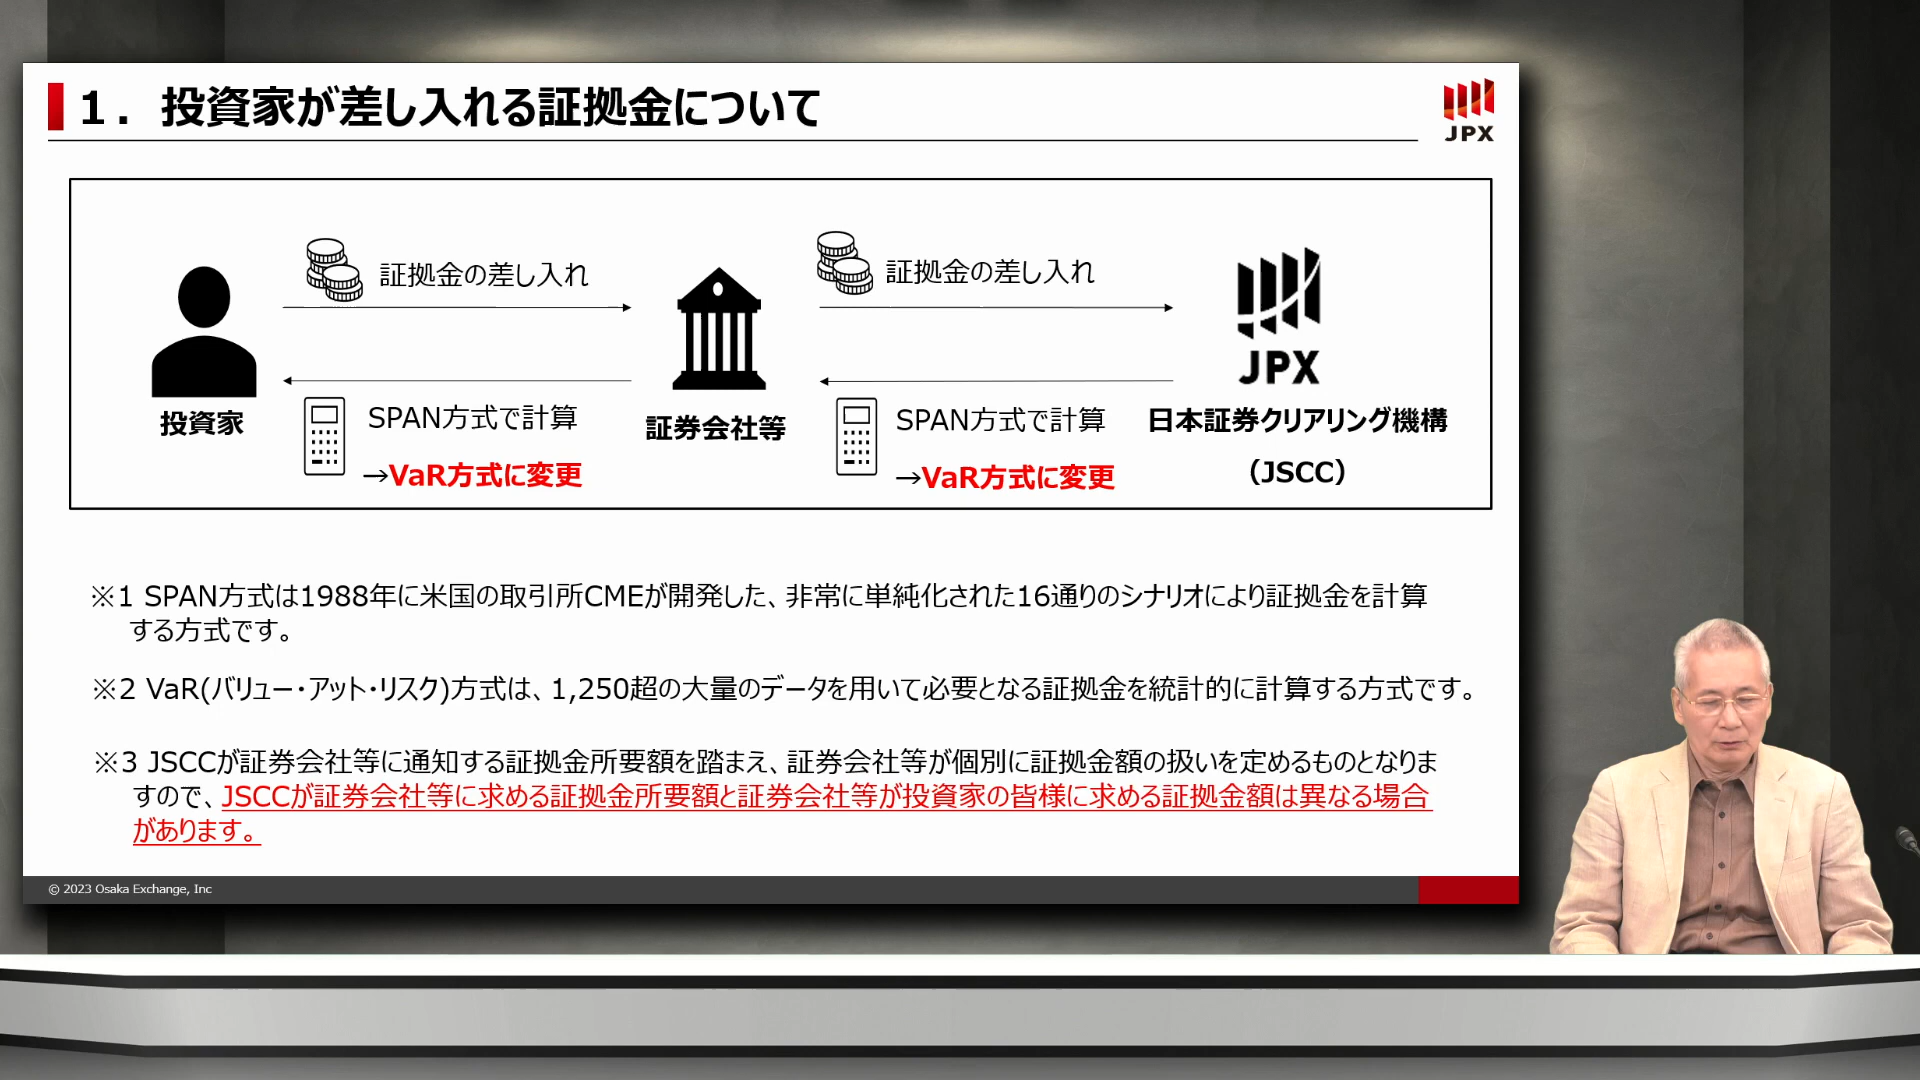 1. 投資家が差し入れる証拠金について
JPX
証拠金の差し入れ
証拠金の差し入れ
JPX
投資家
SPAN方式で計算
→VaR方式に変更
証券会社等
SPAN方式で計算
→VaR方式に変更
日本証券クリアリング機構
（JSCC）
※1 SPAN方式は1988年に米国の取引所CMEが開発した、非常に単純化された16通りのシナリオにより証拠金を計算
する方式です。
※2 VaR(バリュー・アット・リスク)方式は、1,250超の大量のデータを用いて必要となる証拠金を統計的に計算する方式です。
※3 JSCCが証券会社等に通知する証拠金所要額を踏まえ、証券会社等が個別に証拠金額の扱いを定めるものとなりま
すので、JSCCが証券会社等に求める証拠金所要額と証券会社等が投資家の皆様に求める証拠金額は異なる場合
があります。
© 2023 Osaka Exchange, Inc